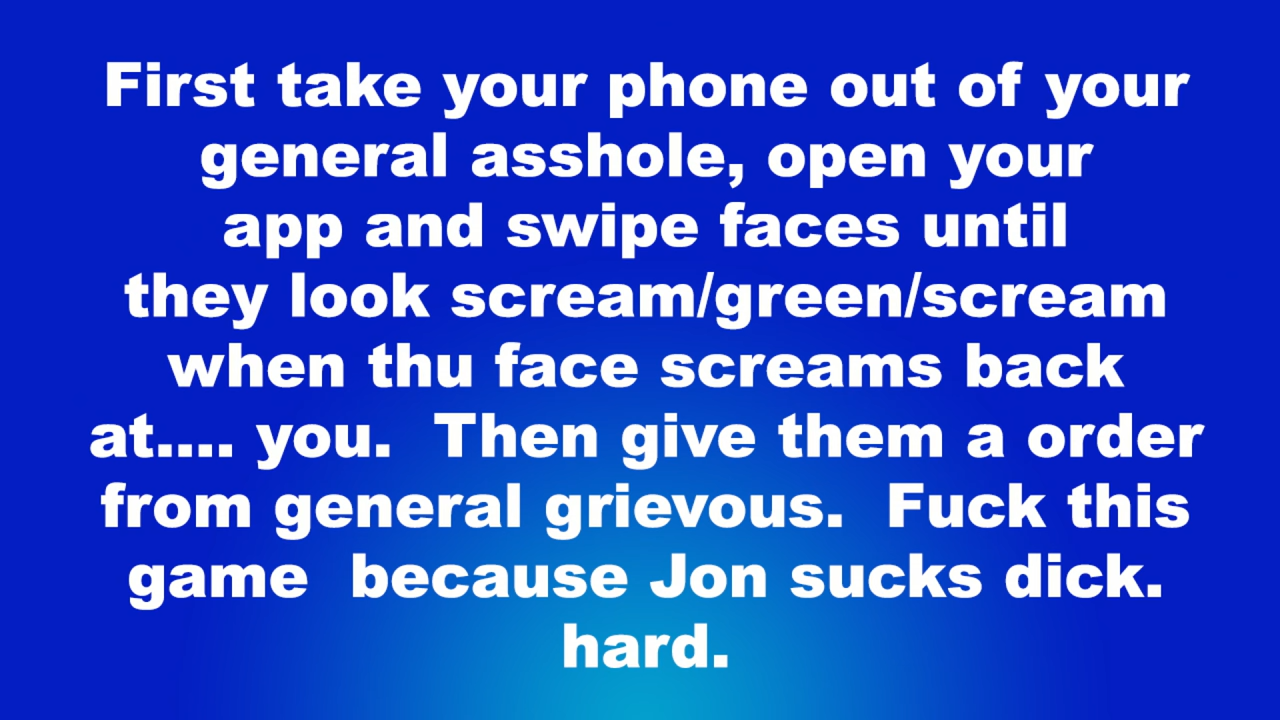 First take your phone out of your
general asshole, open your
app and swipe faces until
they look scream/green/scream
when thu face screams back
at.... you.  Then give them a order
from general grievous.  Fuck this
game  because Jon sucks dick.
hard.